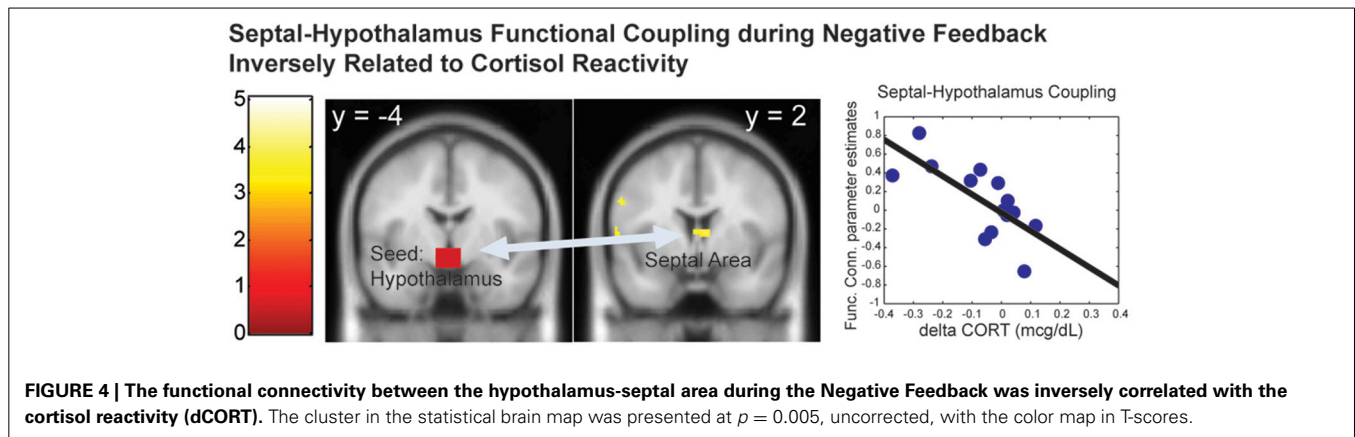 Septal-Hypothalamus Functional Coupling during Negative Feedback
Inversely Related to Cortisol Reactivity
5
4
3
2
1
0
y = -4
Seed:
Hypothalamus
y = 2
Septal Area
Septal-Hypothalamus Coupling
Func. Conn. parameter estimates
1
0.8
0.6
0.4
0.2
0
-0.2
-0.4
-0.6
-0.8
-1
-0.4 -0.3 -0.2 -0.1 0 0.1 0.2 0.3 0.4
delta CORT (mcg/dL)
FIGURE 4 | The functional connectivity between the hypothalamus-septal area during the Negative Feedback was inversely correlated with the
cortisol reactivity (dCORT). The cluster in the statistical brain map was presented at p = 0.005, uncorrected, with the color map in T-scores.